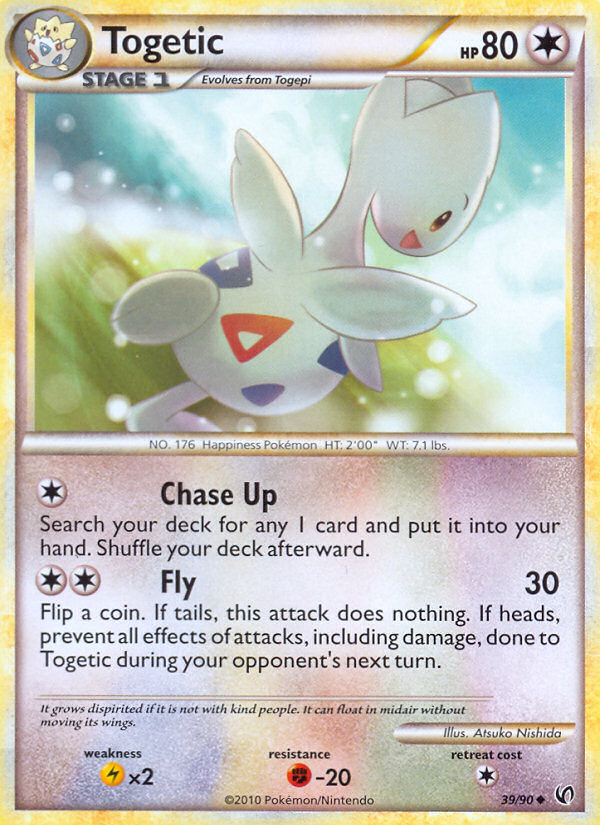 Togetic
HP 80
STAGE 1
Evolves from Togepi
NO. 176 Happiness Pokémon HT: 2'00" WT: 7.1 lbs.
Chase Up
Search your deck for any 1 card and put it into your
hand. Shuffle your deck afterward.
Fly 30
Flip a coin. If tails, this attack does nothing. If heads,
prevent all effects of attacks, including damage, done to
Togetic during your opponent's next turn.
It grows dispirited if it is not with kind people. It can float in midair without
moving its wings.
Illus. Atsuko Nishida
weakness resistance retreat cost
x2 -20
©2010 Pokémon/Nintendo 39/90